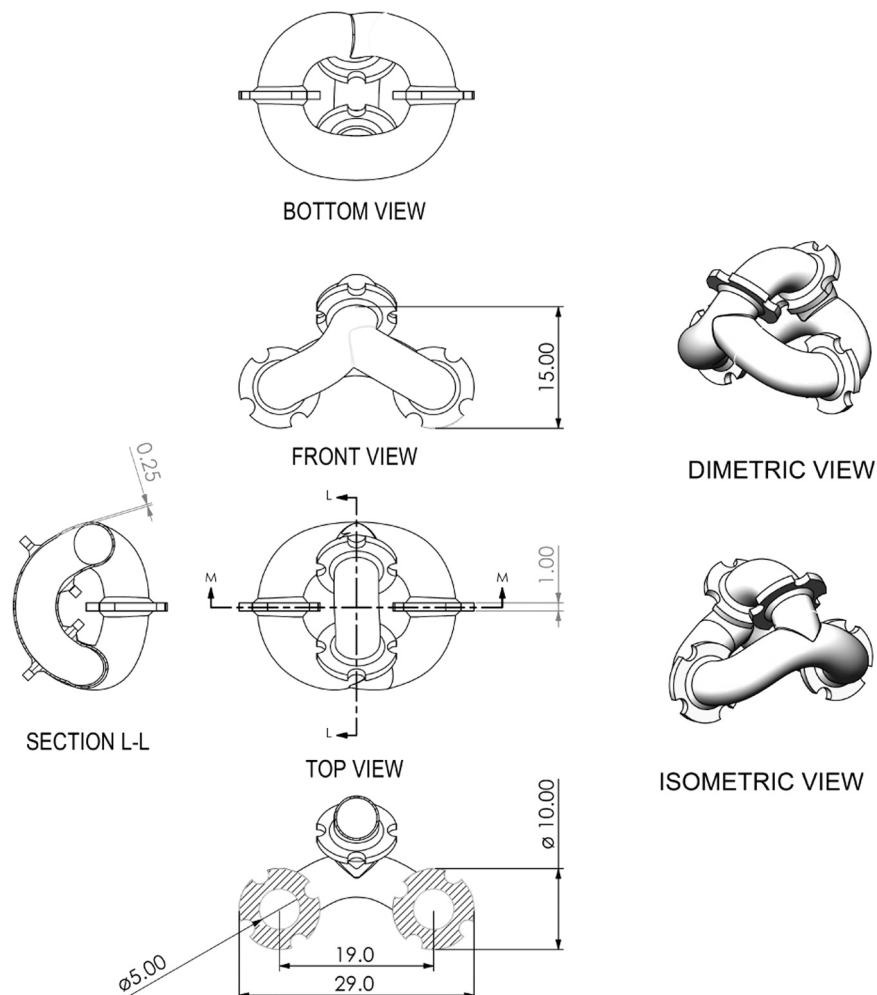 BOTTOM VIEW
15.00
FRONT VIEW
DIMETRIC VIEW
0.25
L
M
M
1.00
L
SECTION L-L
TOP VIEW
ISOMETRIC VIEW
ø 10.00
ø5.00
19.0
29.0